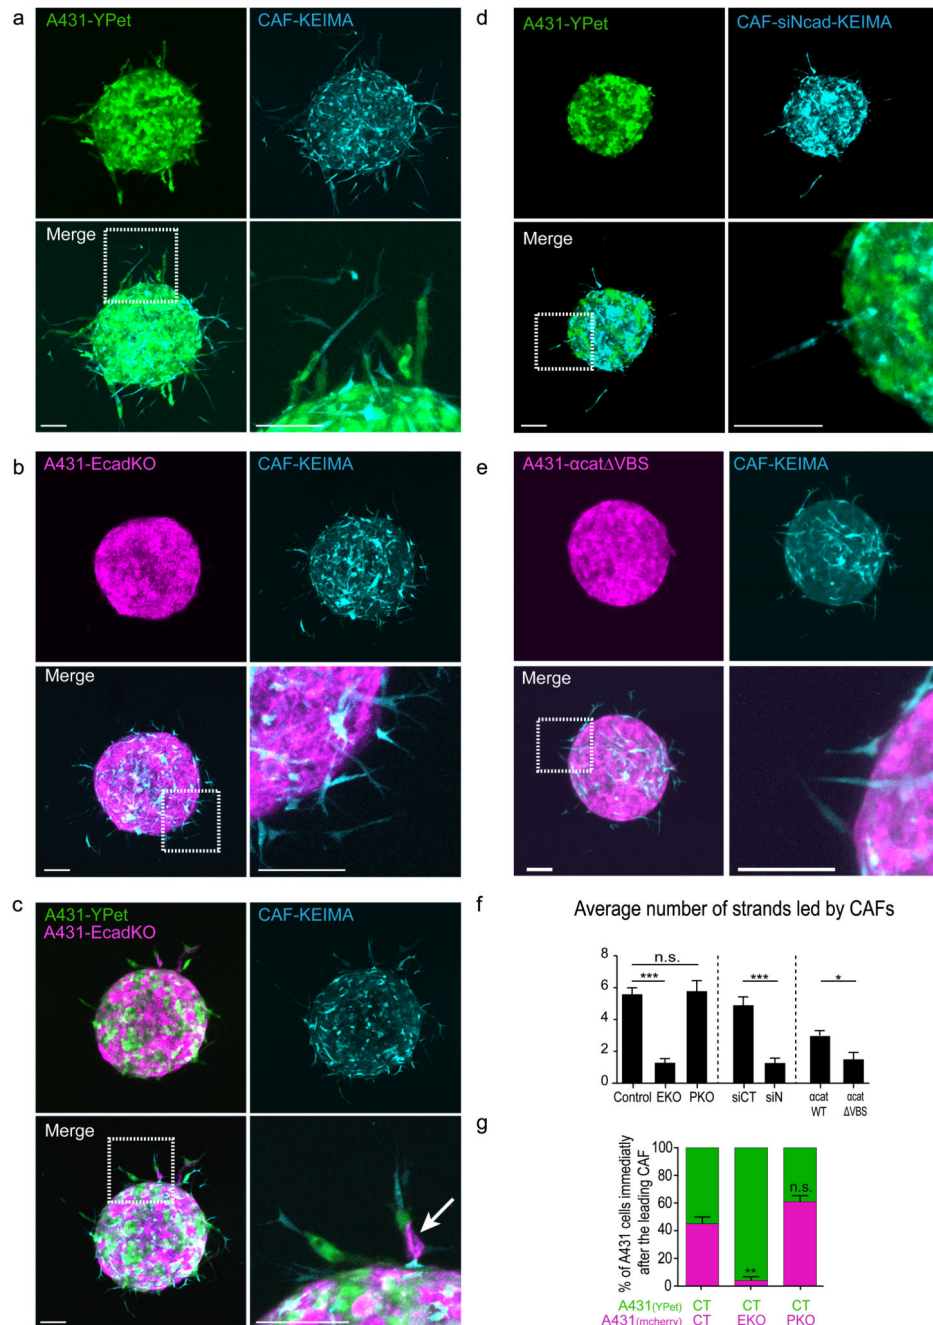 a
A431-YPet
CAF-KEIMA
Merge
b
A431-EcadKO
CAF-KEIMA
Merge
c
A431-YPet
A431-EcadKO
CAF-KEIMA
Merge
d
A431-YPet
CAF-siNcad-KEIMA
Merge
e
A431-αcatΔVBS
CAF-KEIMA
Merge
f
Average number of strands led by CAFs
n.s.
*** *** *
8
6
4
2
0
Control EKO PKO siCT siN αcat WT αcat ΔVBS
g
% of A431 cells immediatly after the leading CAF
100
80
60
40
20
0
n.s.
**
A431(YPet) CT CT CT
A431(mcherry) CT EKO PKO